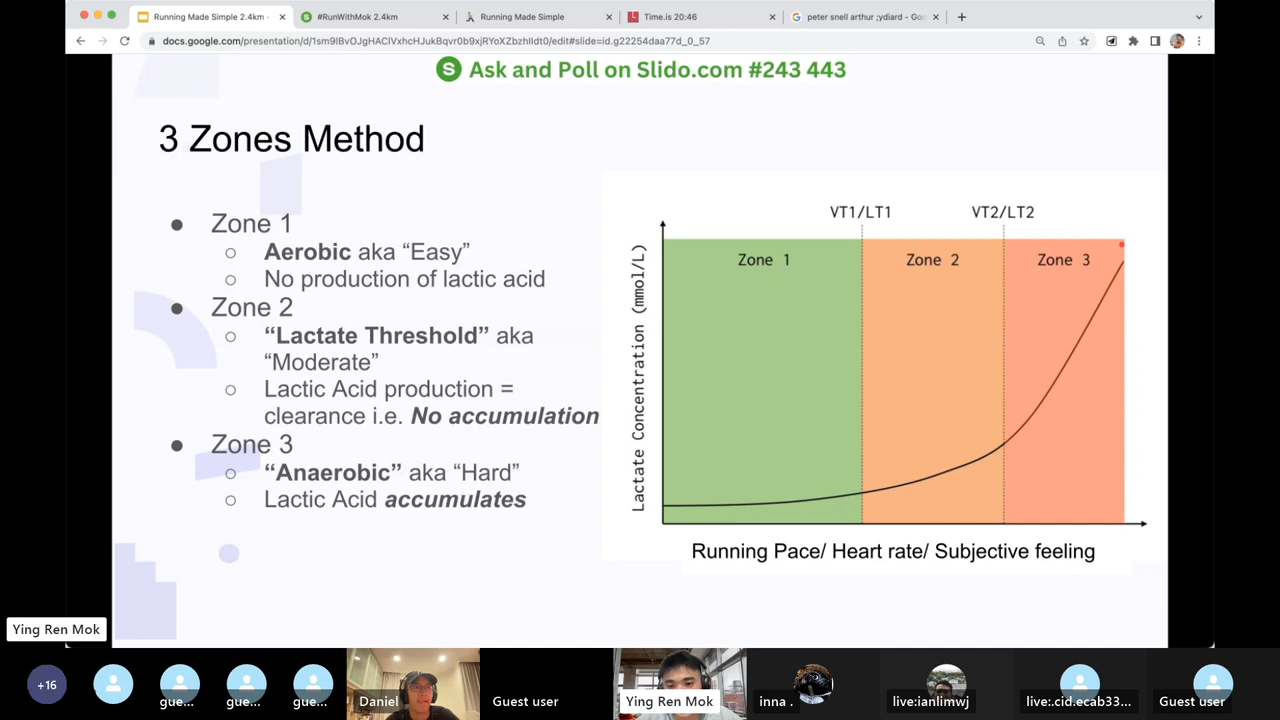 Running Made Simple 2.4km -
#RunWithMok 2.4km
Running Made Simple
Time.is 20:46
peter snell arthur ;ydiard - Goo
docs.google.com/presentation/d/1sm9lBvOJgHAClVxhcHJukBqvr0b9xjRYoXZbzhlIdt0/edit#slide=id.g22254daa77d_0_57
S Ask and Poll on Slido.com #243 443
3 Zones Method
● Zone 1
○ Aerobic aka “Easy”
○ No production of lactic acid
● Zone 2
○ “Lactate Threshold” aka
“Moderate”
○ Lactic Acid production =
clearance i.e. No accumulation
● Zone 3
○ “Anaerobic” aka “Hard”
○ Lactic Acid accumulates
VT1/LT1 VT2/LT2
Zone 1 Zone 2 Zone 3
Lactate Concentration (mmol/L)
Running Pace/ Heart rate/ Subjective feeling
Ying Ren Mok
+16
gue...
gue...
gue...
Daniel
Guest user
Ying Ren Mok
inna .
live:ianlimwj
live:.cid.ecab33...
Guest user